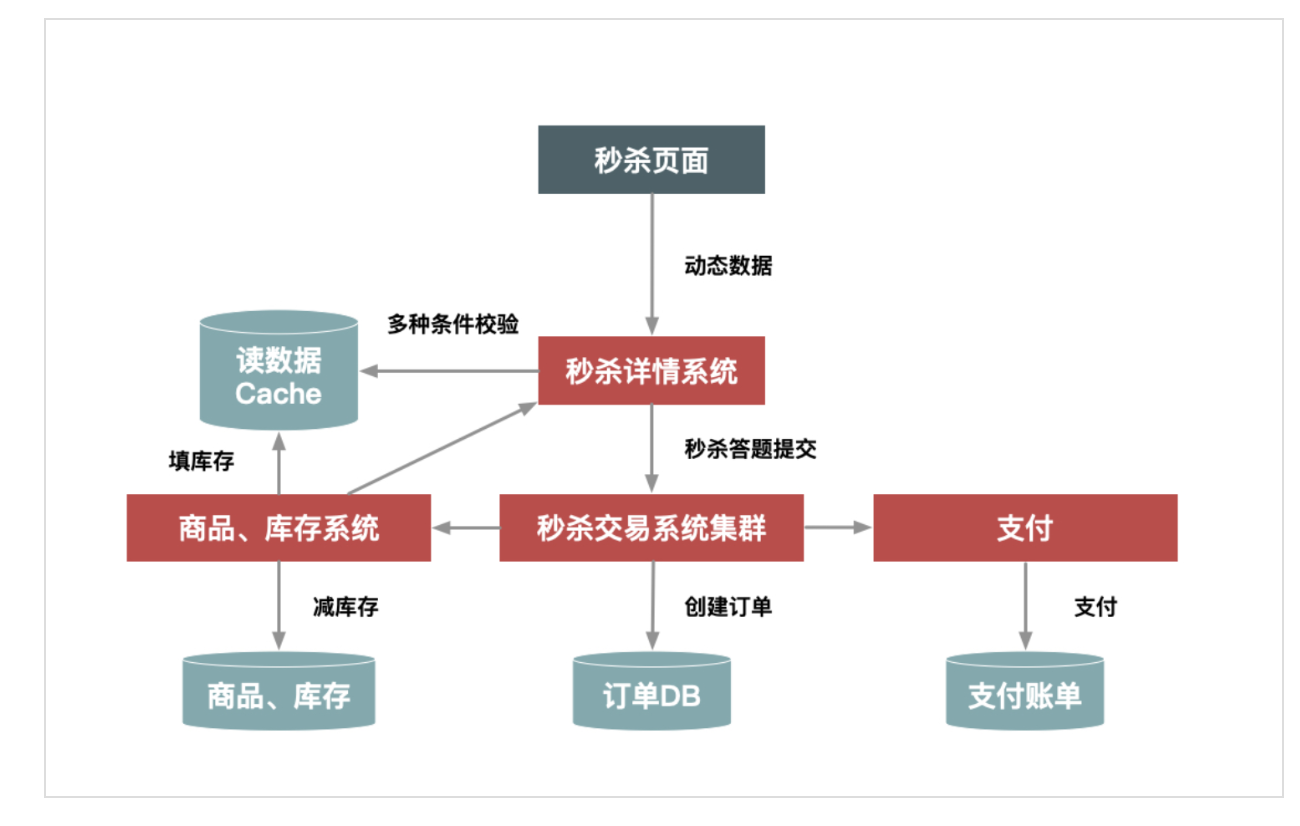 秒杀页面
动态数据
多种条件校验
读数据
Cache
秒杀详情系统
填库存
秒杀答题提交
商品、库存系统
秒杀交易系统集群
支付
减库存
创建订单
支付
商品、库存
订单DB
支付账单